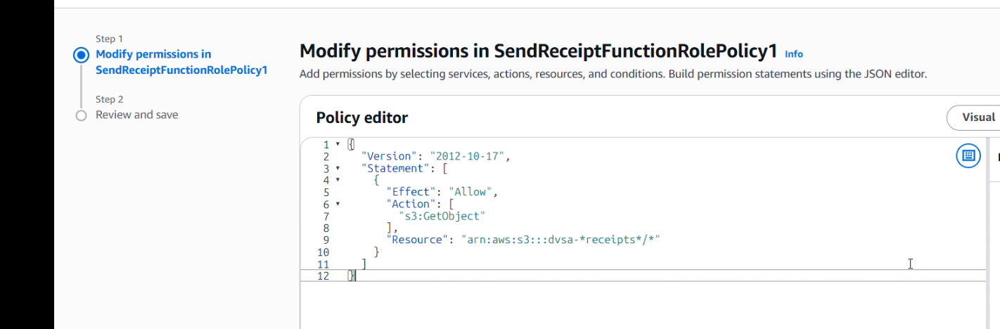 Step 1
Modify permissions in
SendReceiptFunctionRolePolicy1
Step 2
Review and save
Modify permissions in SendReceiptFunctionRolePolicy1 Info
Add permissions by selecting services, actions, resources, and conditions. Build permission statements using the JSON editor.
Policy editor
Visual
1 {
2 "Version": "2012-10-17",
3 "Statement": [
4 {
5 "Effect": "Allow",
6 "Action": [
7 "s3:GetObject"
8 ],
9 "Resource": "arn:aws:s3:::dvsa-*receipts*/*"
10 }
11 ]
12 }